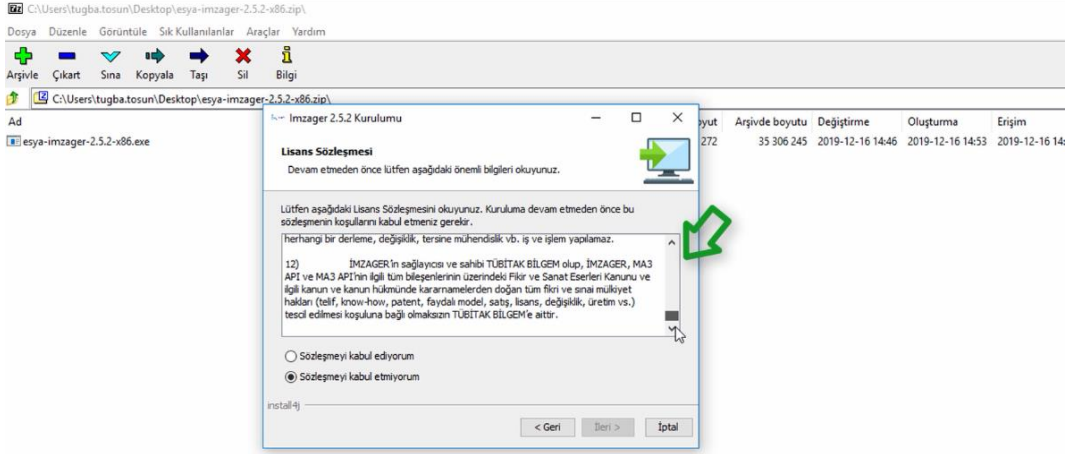 C:\Users\tugba.tosun\Desktop\esya-imzager-2.5.2-x86.zip\
Dosya Düzenle Görüntüle Sık Kullanılanlar Araçlar Yardım
Arşivle Çıkart Sına Kopyala Taşı Sil Bilgi
C:\Users\tugba.tosun\Desktop\esya-imzager-2.5.2-x86.zip\
Ad Arşivde boyutu Değiştirme Oluşturma Erişim
esya-imzager-2.5.2-x86.exe 272 35 306 245 2019-12-16 14:46 2019-12-16 14:53 2019-12-16
Imzager 2.5.2 Kurulumu
Lisans Sözleşmesi
Devam etmeden önce lütfen aşağıdaki önemli bilgileri okuyunuz.
Lütfen aşağıdaki Lisans Sözleşmesini okuyunuz. Kuruluma devam etmeden önce bu
sözleşmenin koşullarını kabul etmeniz gerekir.
herhangi bir derleme, değişiklik, tersine mühendislik vb. iş ve işlem yapılamaz.
12) İMZAGER'in sağlayıcısı ve sahibi TÜBİTAK BİLGEM olup, İMZAGER, MA3
API ve MA3 API'nin ilgili tüm bileşenlerinin üzerindeki Fikir ve Sanat Eserleri Kanunu ve
ilgili kanun ve kanun hükmünde kararnamelerden doğan tüm fikri ve sınai mülkiyet
hakları (telif, know-how, patent, faydalı model, satış, lisans, değişiklik, üretim vs.)
tescil edilmesi koşuluna bağlı olmaksızın TÜBİTAK BİLGEM'e aittir.
Sözleşmeyi kabul ediyorum
Sözleşmeyi kabul etmiyorum
install4j
< Geri İleri > İptal